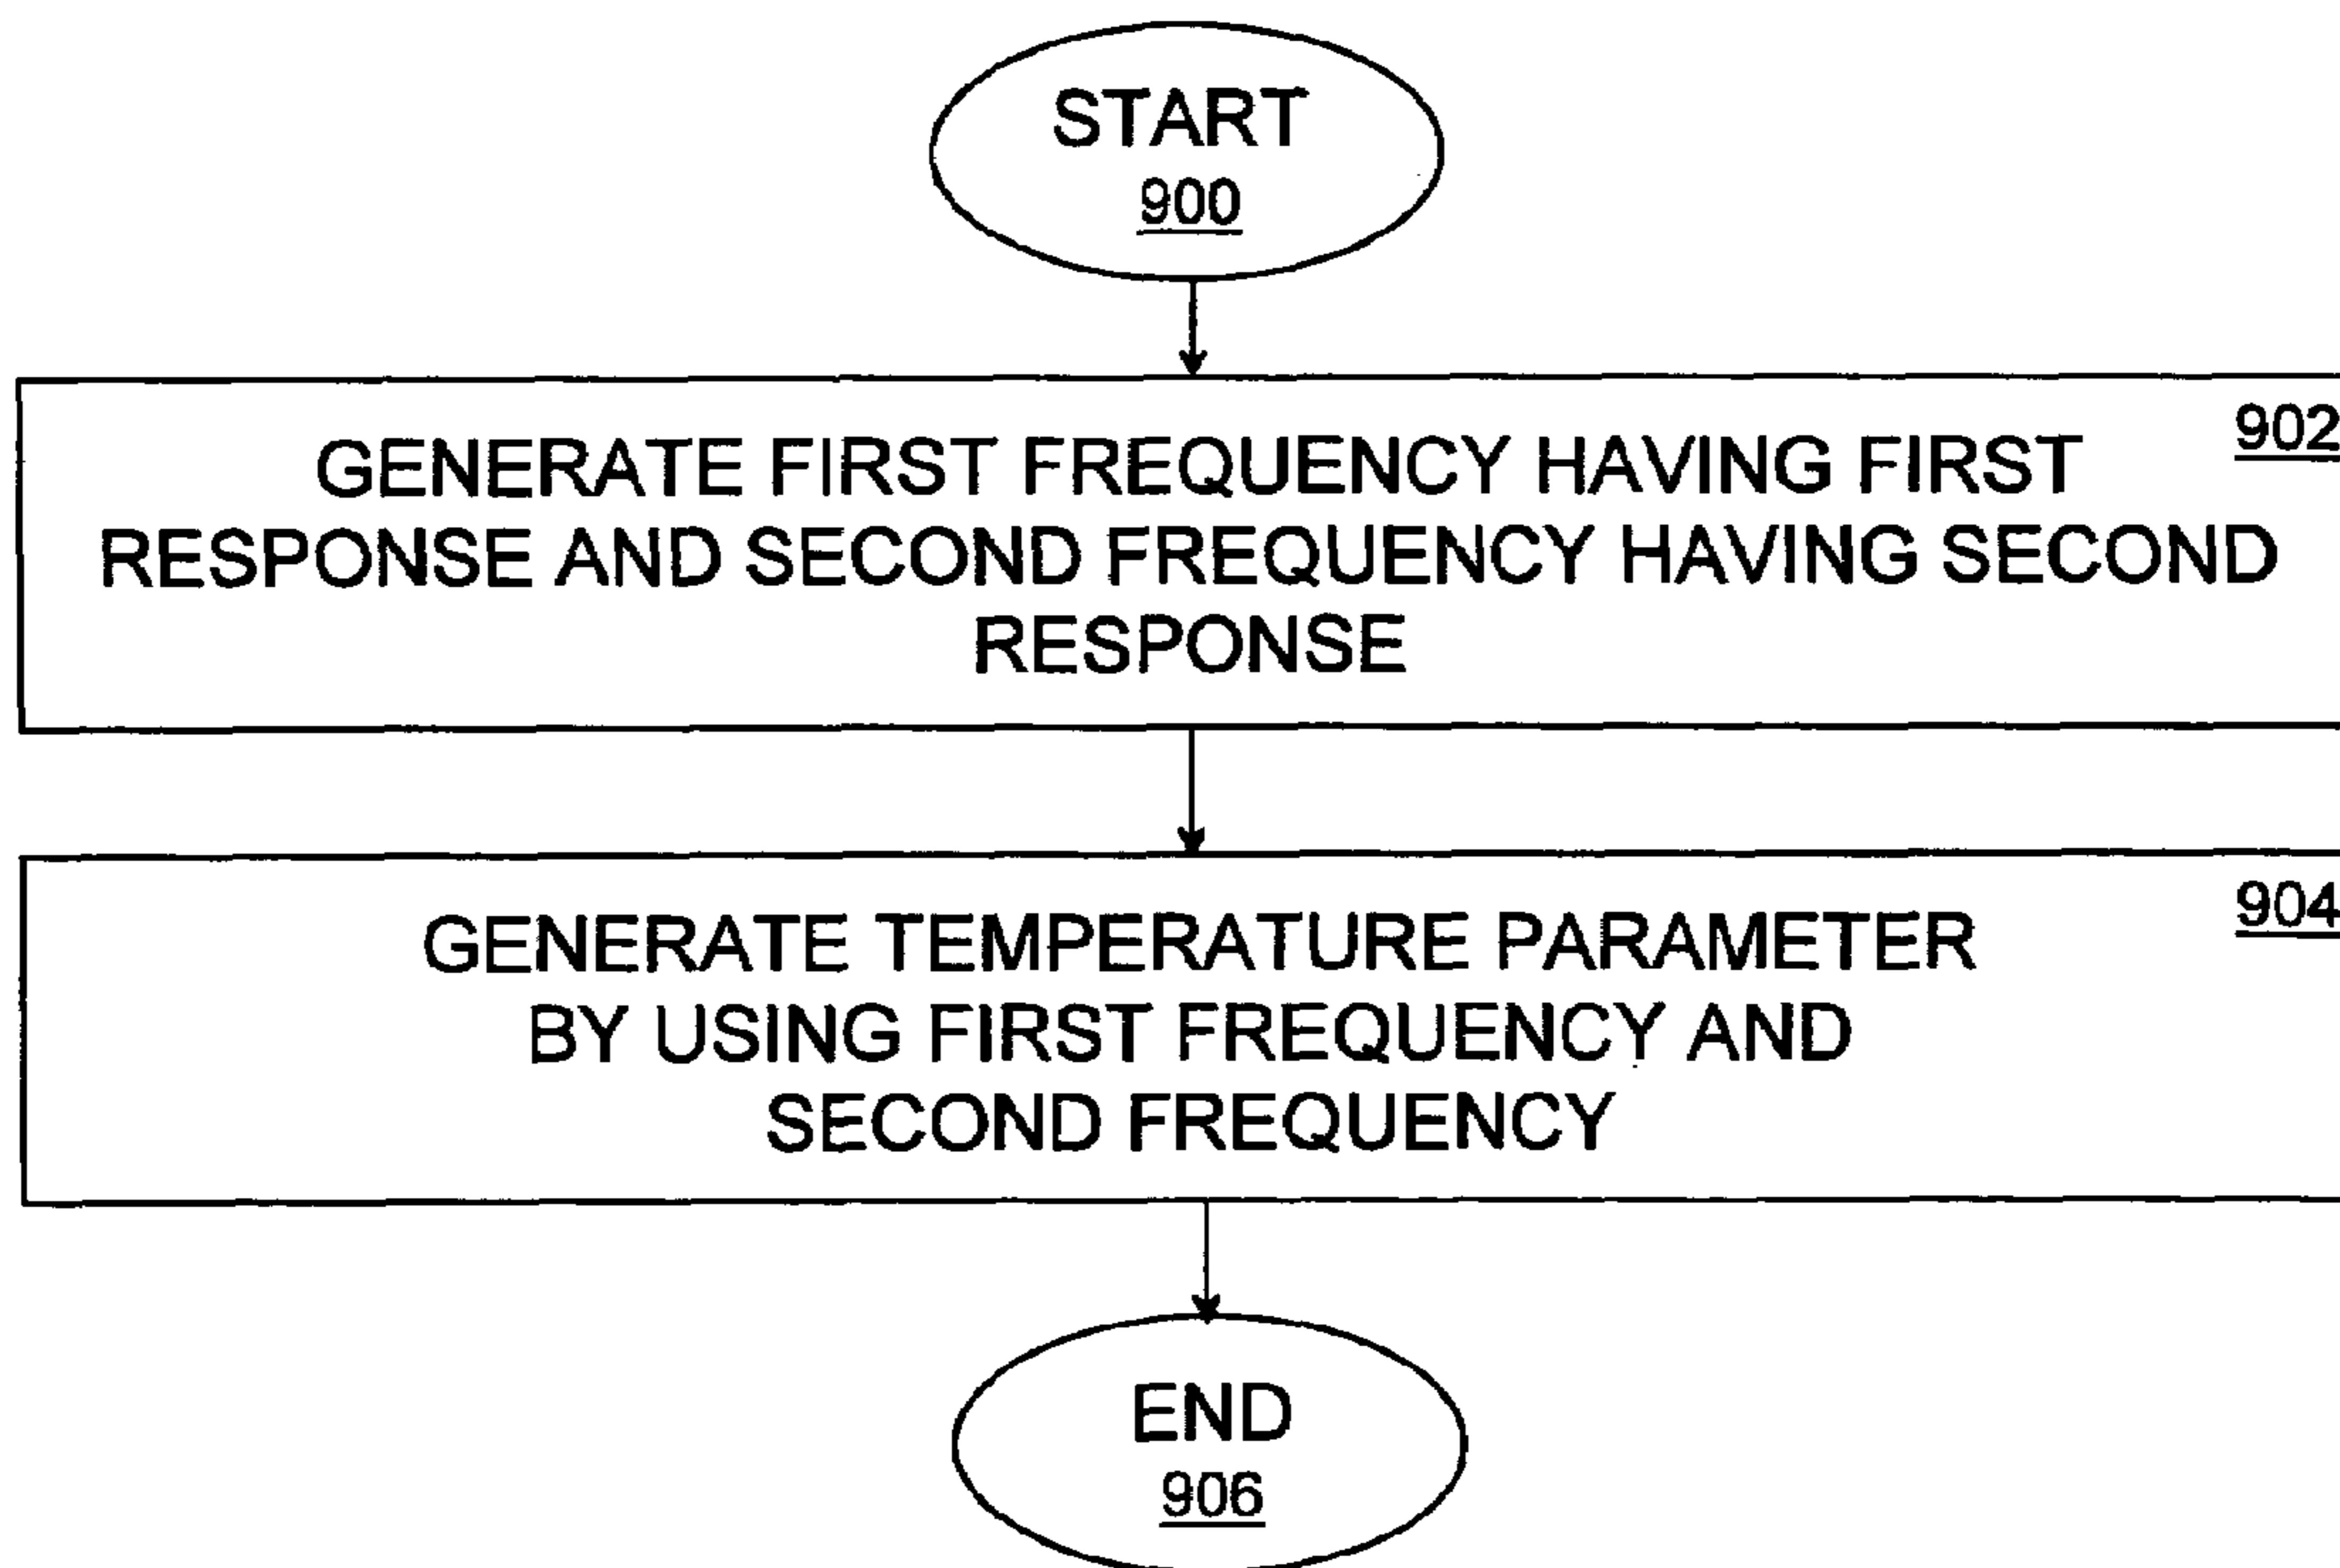 START
900
902
GENERATE FIRST FREQUENCY HAVING FIRST
RESPONSE AND SECOND FREQUENCY HAVING SECOND
RESPONSE
904
GENERATE TEMPERATURE PARAMETER
BY USING FIRST FREQUENCY AND
SECOND FREQUENCY
END
906